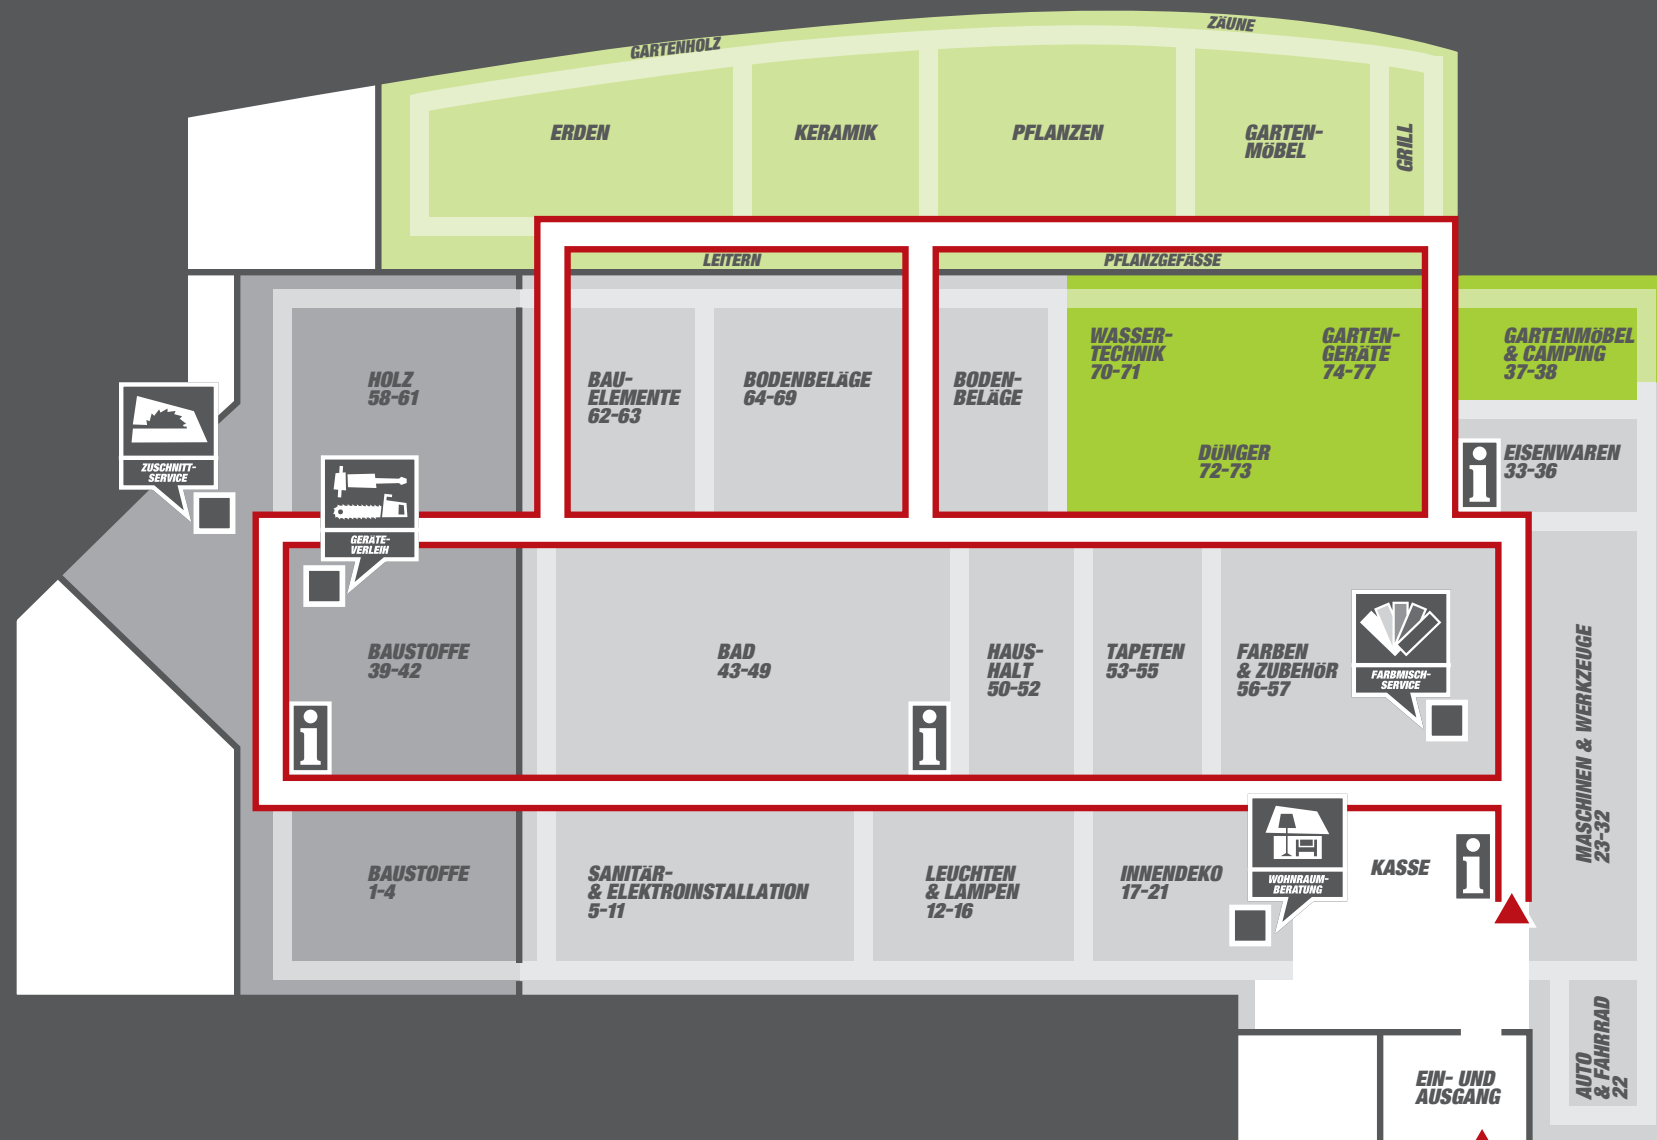 GARTENHOLZ
ZÄUNE
ERDEN
KERAMIK
PFLANZEN
GARTEN-
MÖBEL
GRILL
LEITERN
PFLANZGEFÄSSE
HOLZ
58-61
BAU-
ELEMENTE
62-63
BODENBELÄGE
64-69
BODEN-
BELÄGE
WASSER-
TECHNIK
70-71
GARTEN-
GERÄTE
74-77
GARTENMÖBEL
& CAMPING
37-38
DÜNGER
72-73
i
EISENWAREN
33-36
ZUSCHNITT-
SERVICE
GERÄTE-
VERLEIH
BAUSTOFFE
39-42
BAD
43-49
HAUS-
HALT
50-52
TAPETEN
53-55
FARBEN
& ZUBEHÖR
56-57
FARBMISCH-
SERVICE
i
i
MASCHINEN & WERKZEUGE
23-32
BAUSTOFFE
1-4
SANITÄR-
& ELEKTROINSTALLATION
5-11
LEUCHTEN
& LAMPEN
12-16
INNENDEKO
17-21
WOHNRAUM-
BERATUNG
KASSE
i
AUTO
& FAHRRAD
22
EIN- UND
AUSGANG